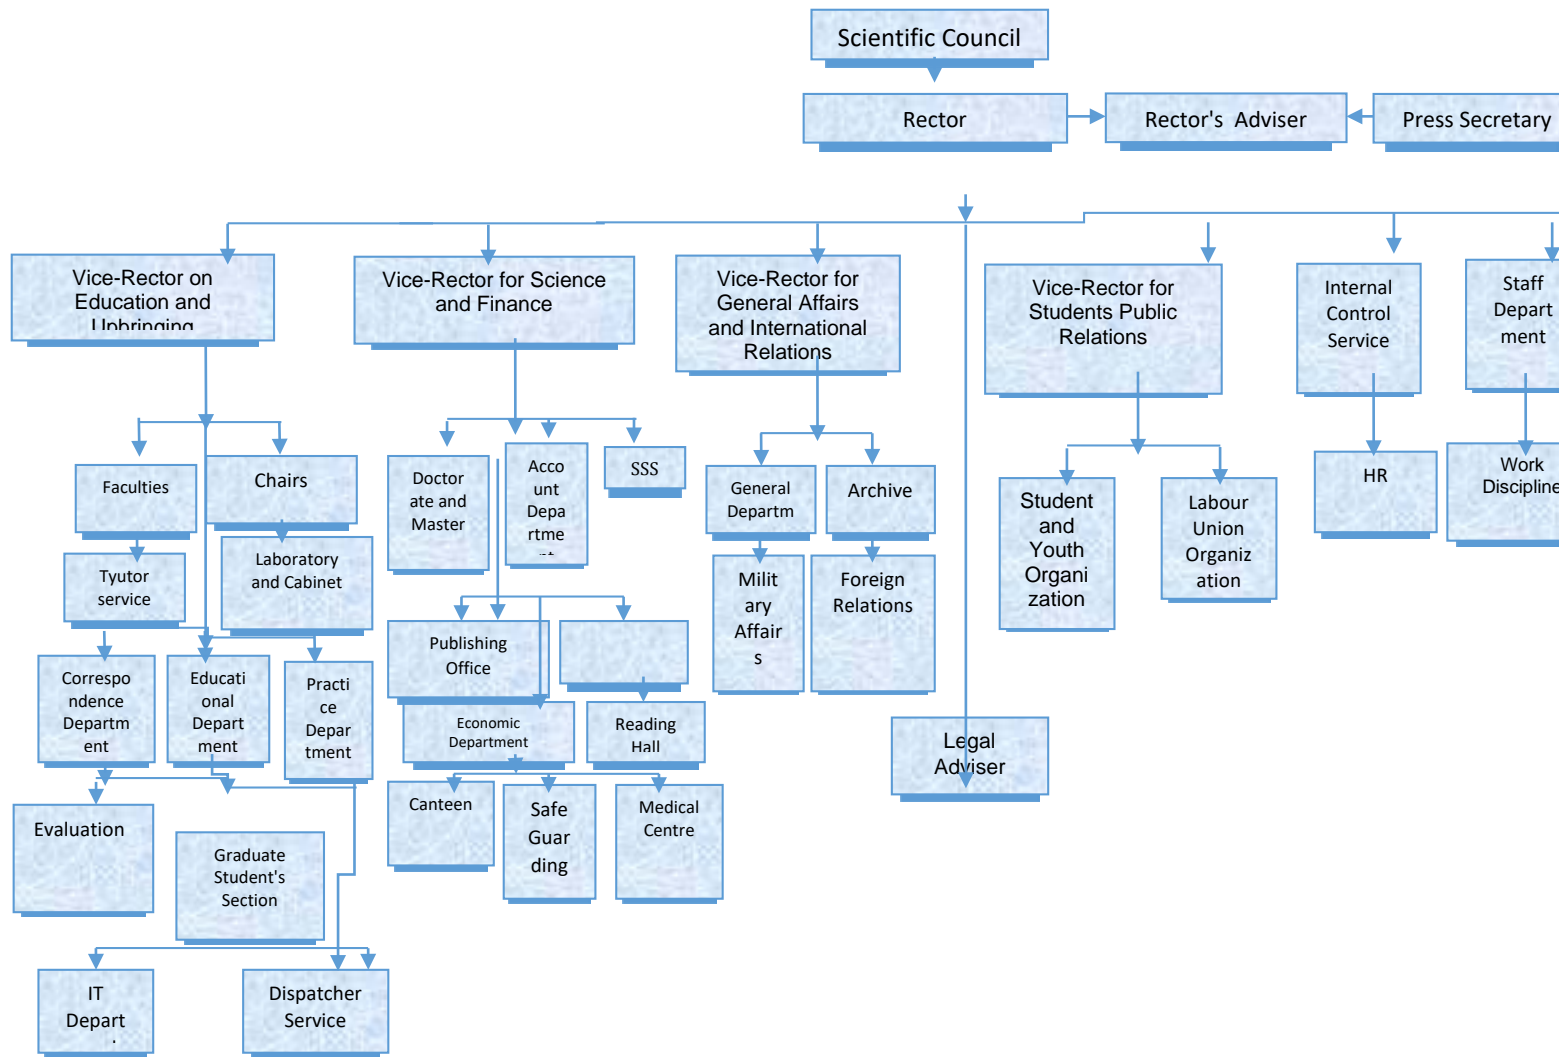 Scientific Council
Rector
Rector's Adviser
Press Secretary
Vice-Rector on
Education and
Upbringing
Vice-Rector for Science
and Finance
Vice-Rector for
General Affairs
and International
Relations
Vice-Rector for
Students Public
Relations
Internal
Control
Service
Staff
Depart
ment
Faculties
Chairs
Doctor
ate and
Master
Acco
unt
Depa
rtme
SSS
General
Departm
Archive
Student
and
Youth
Organi
zation
Labour
Union
Organiz
ation
HR
Work
Discipline
Tyutor
service
Laboratory
and Cabinet
Milit
ary
Affair
s
Foreign
Relations
Correspo
ndence
Departm
ent
Educati
onal
Depart
ment
Practi
ce
Depar
tment
Publishing
Office
Economic
Department
Reading
Hall
Legal
Adviser
Evaluation
Graduate
Student's
Section
Canteen
Safe
Guar
ding
Medical
Centre
IT
Depart
Dispatcher
Service